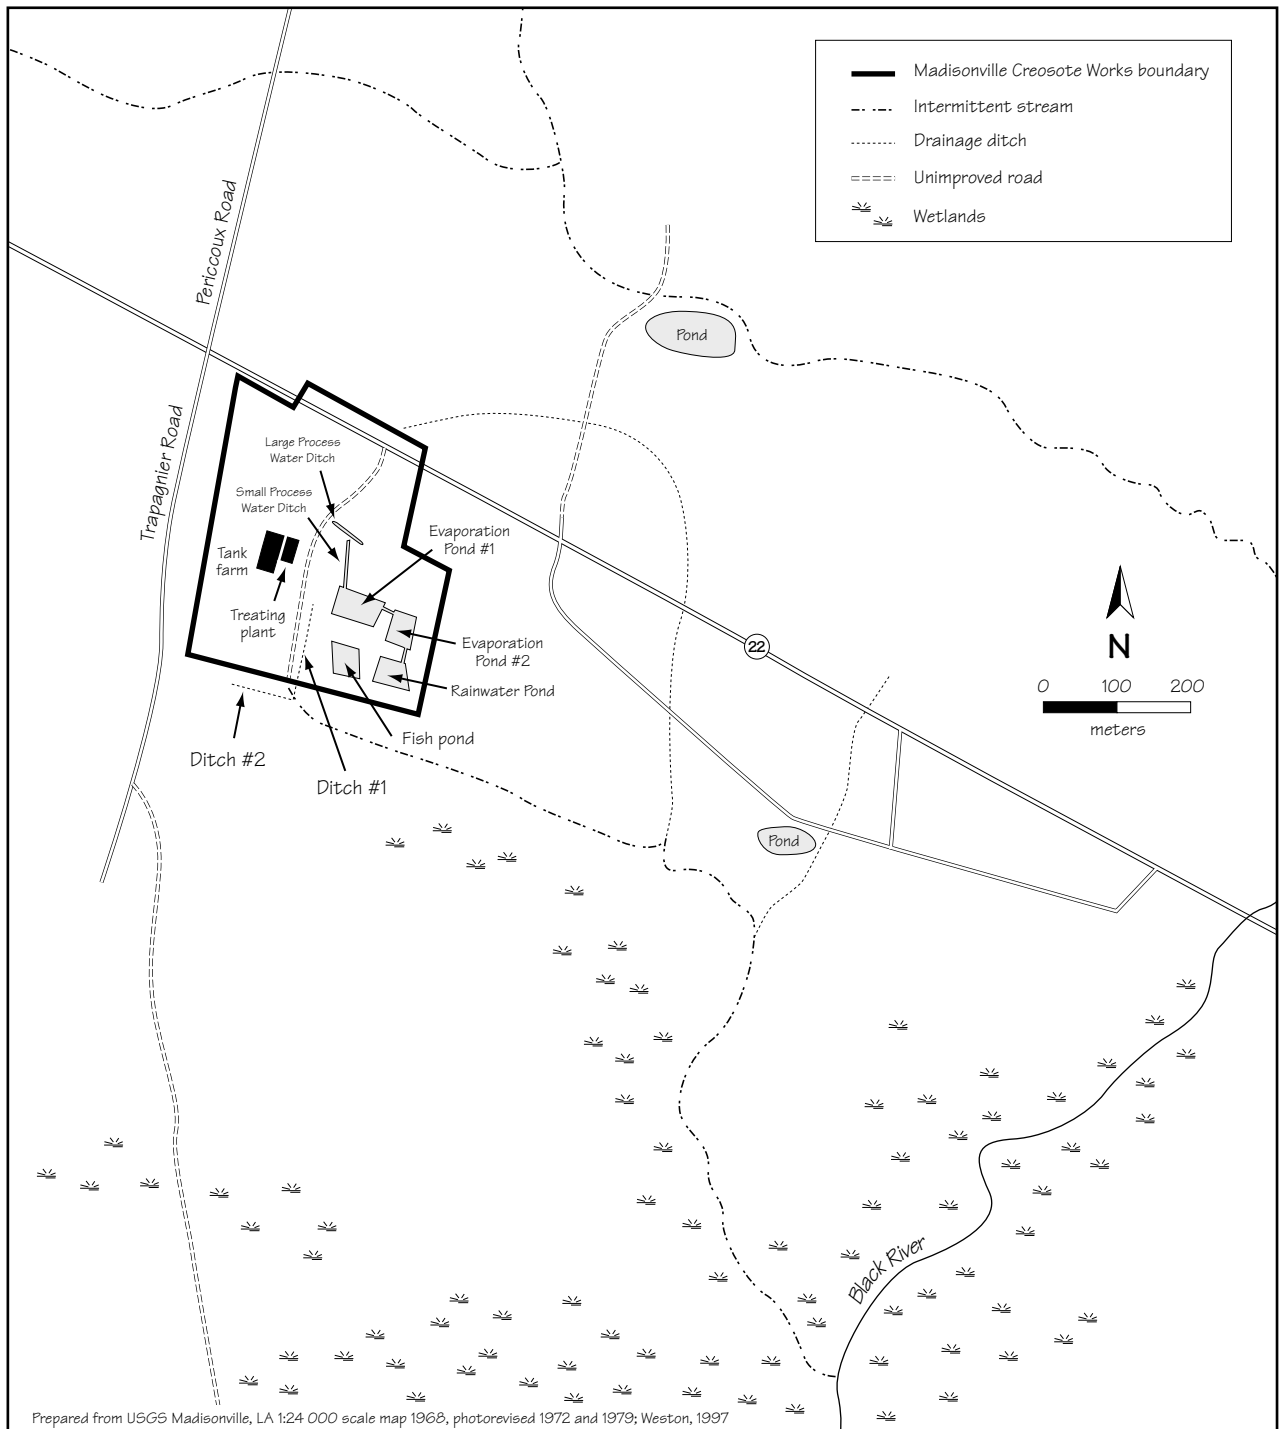 Madisonville Creosote Works boundary
Intermittent stream
Drainage ditch
Unimproved road
Wetlands
Periccoux Road
Pond
Trapagnier Road
Large Process
Water Ditch
Small Process
Water Ditch
Evaporation
Pond #1
Tank
farm
Treating
plant
Evaporation
Pond #2
Rainwater Pond
Fish pond
Ditch #2
Ditch #1
22
N
0 100 200
meters
Pond
Black River
Prepared from USGS Madisonville, LA 1:24 000 scale map 1968, photorevised 1972 and 1979; Weston, 1997